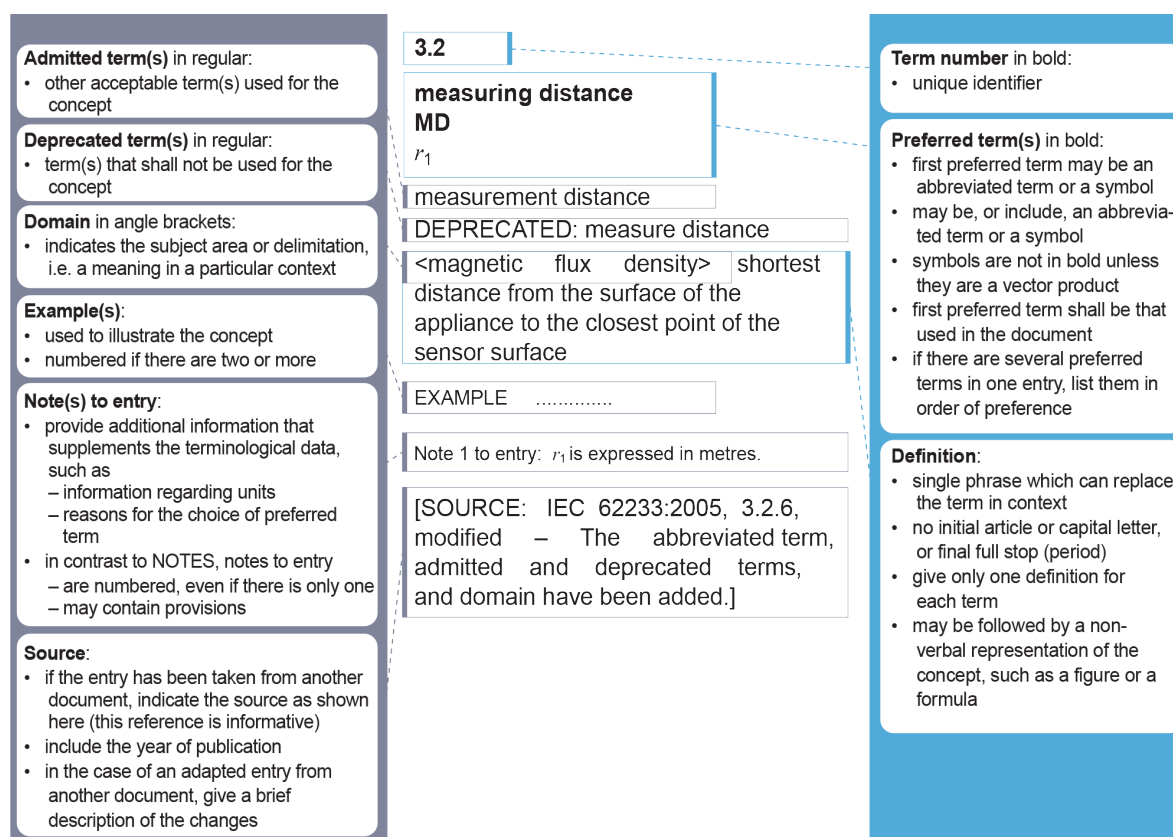 Admitted term(s) in regular:
• other acceptable term(s) used for the
concept
Deprecated term(s) in regular:
• term(s) that shall not be used for the
concept
Domain in angle brackets:
• indicates the subject area or delimitation,
i.e. a meaning in a particular context
Example(s):
• used to illustrate the concept
• numbered if there are two or more
Note(s) to entry:
• provide additional information that
supplements the terminological data,
such as
– information regarding units
– reasons for the choice of preferred
term
• in contrast to NOTES, notes to entry
– are numbered, even if there is only one
– may contain provisions
Source:
• if the entry has been taken from another
document, indicate the source as shown
here (this reference is informative)
• include the year of publication
• in the case of an adapted entry from
another document, give a brief
description of the changes
3.2
measuring distance
MD
r1
measurement distance
DEPRECATED: measure distance
<magnetic flux density> shortest
distance from the surface of the
appliance to the closest point of the
sensor surface
EXAMPLE .............
Note 1 to entry: r1 is expressed in metres.
[SOURCE: IEC 62233:2005, 3.2.6,
modified – The abbreviated term,
admitted and deprecated terms,
and domain have been added.]
Term number in bold:
• unique identifier
Preferred term(s) in bold:
• first preferred term may be an
abbreviated term or a symbol
• may be, or include, an abbrevia-
ted term or a symbol
• symbols are not in bold unless
they are a vector product
• first preferred term shall be that
used in the document
• if there are several preferred
terms in one entry, list them in
order of preference
Definition:
• single phrase which can replace
the term in context
• no initial article or capital letter,
or final full stop (period)
• give only one definition for
each term
• may be followed by a non-
verbal representation of the
concept, such as a figure or a
formula